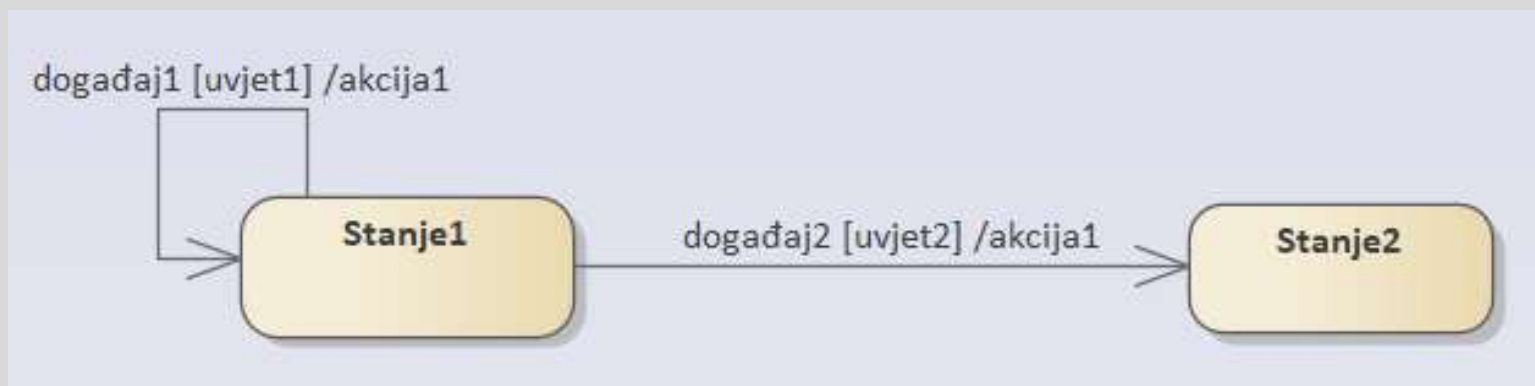 događaj1 [uvjet1] /akcija1
Stanje1
događaj2 [uvjet2] /akcija1
Stanje2